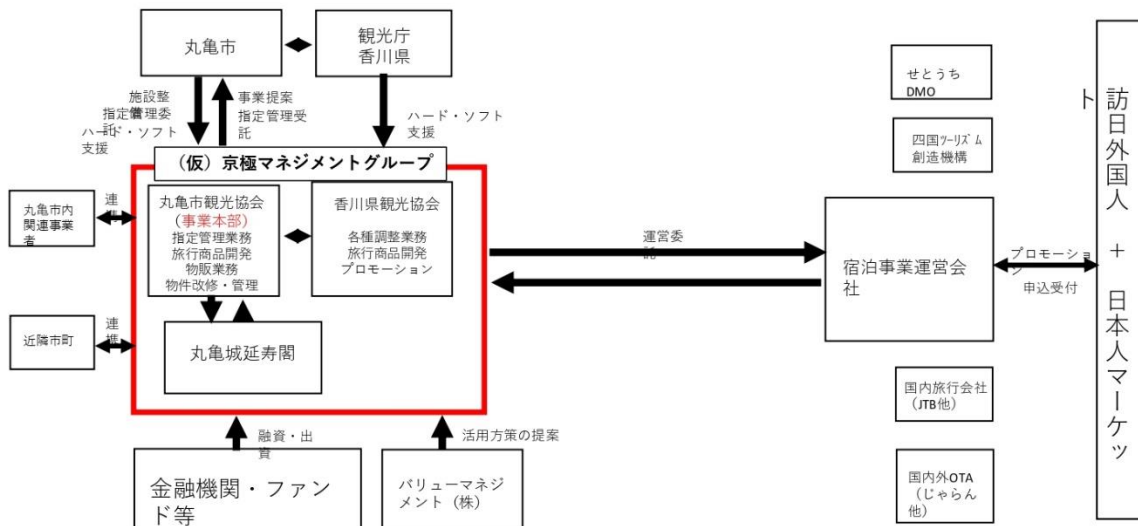 丸亀市
観光庁
香川県
施設整
備
指定管理委
託
ハード・ソフト
支援
事業提案
指定管理受
託
ハード・ソフト
支援
（仮）京極マネジメントグループ
丸亀市内
関連事業
者
連
携
丸亀市観光協会
（事業本部）
指定管理業務
旅行商品開発
物販業務
物件改修・管理
香川県観光協会
各種調整業務
旅行商品開発
プロモーション
近隣市町
連
携
丸亀城延寿閣
融資・出
資
活用方策の提案
金融機関・ファン
ド等
バリューマネジ
メント（株）
運営委
託
せとうち
DMO
四国ツーリズム
創造機構
宿泊事業運営会
社
プロモーショ
ン
申込受付
国内旅行会社
（JTB他）
国内外OTA
（じゃらん
他）
訪日外国人　＋　日本人マーケッ
ト